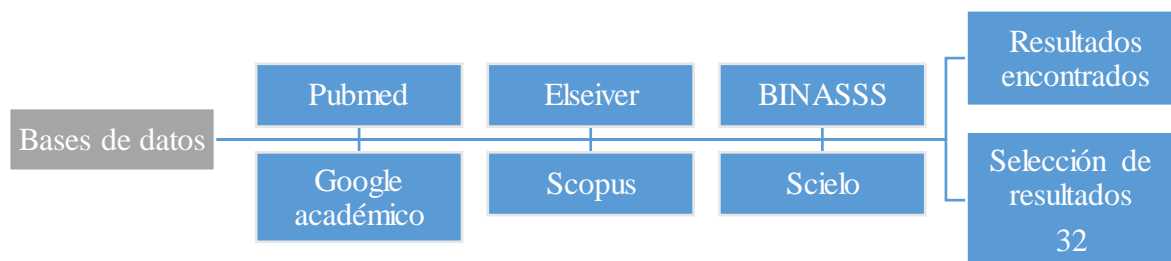 Bases de datos
Pubmed
Elseiver
BINASSS
Google
académico
Scopus
Scielo
Resultados
encontrados
Selección de
resultados
32